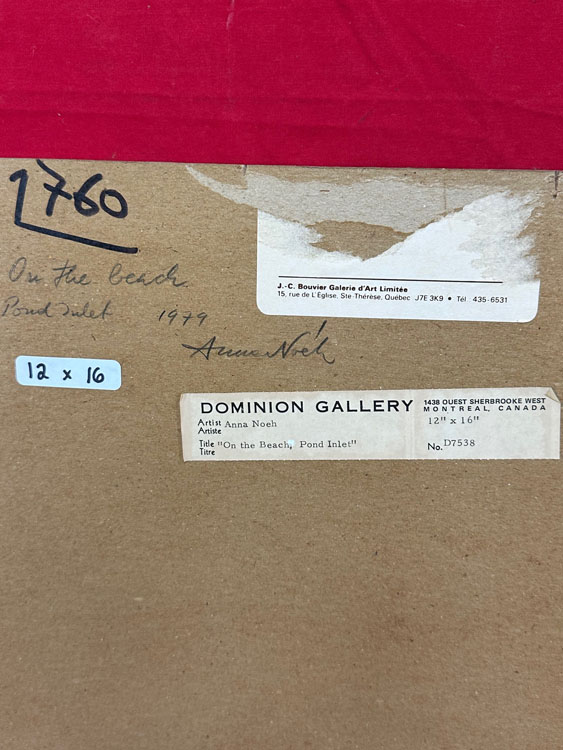 1760
On the beach
Pond Inlet 1979
Anna Noeh
12 x 16
J.-C. Bouvier Galerie d'Art Limitée
15, rue de L'Église, Ste-Thérèse, Québec J7E 3K9 • Tél. 435-6531
DOMINION GALLERY
1438 OUEST SHERBROOKE WEST
MONTREAL, CANADA
Artist Anna Noeh
Artiste
12" x 16"
Title "On the Beach, Pond Inlet"
Titre
No. D7538